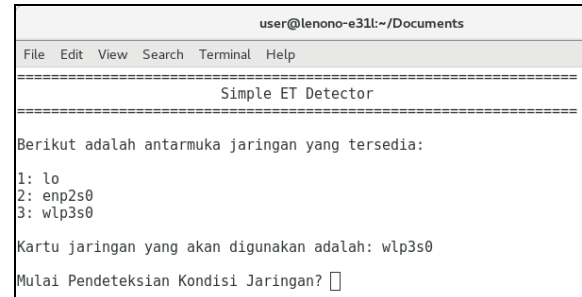 user@lenono-e31l:~/Documents
File Edit View Search Terminal Help
====================================================================
Simple ET Detector
====================================================================
Berikut adalah antarmuka jaringan yang tersedia:
1: lo
2: enp2s0
3: wlp3s0
Kartu jaringan yang akan digunakan adalah: wlp3s0
Mulai Pendeteksian Kondisi Jaringan?